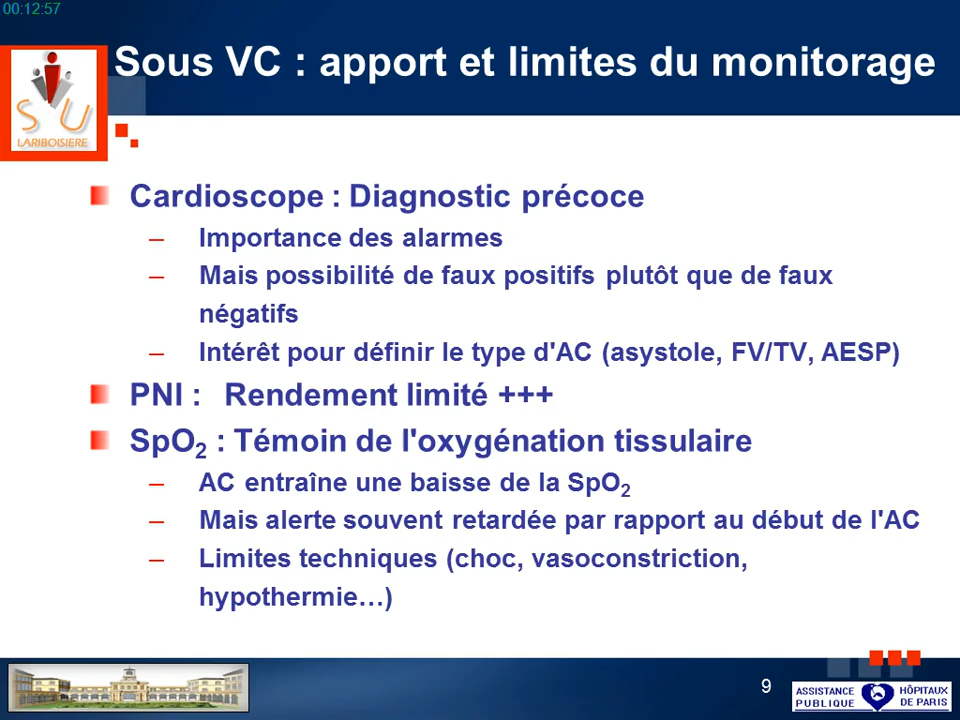 00:12:57
Sous VC : apport et limites du monitorage
SU
LARIBOISIERE
Cardioscope : Diagnostic précoce
– Importance des alarmes
– Mais possibilité de faux positifs plutôt que de faux
négatifs
– Intérêt pour définir le type d'AC (asystole, FV/TV, AESP)
PNI : Rendement limité +++
SpO₂ : Témoin de l'oxygénation tissulaire
– AC entraîne une baisse de la SpO₂
– Mais alerte souvent retardée par rapport au début de l'AC
– Limites techniques (choc, vasoconstriction,
hypothermie…)
9
ASSISTANCE HÔPITAUX
PUBLIQUE DE PARIS